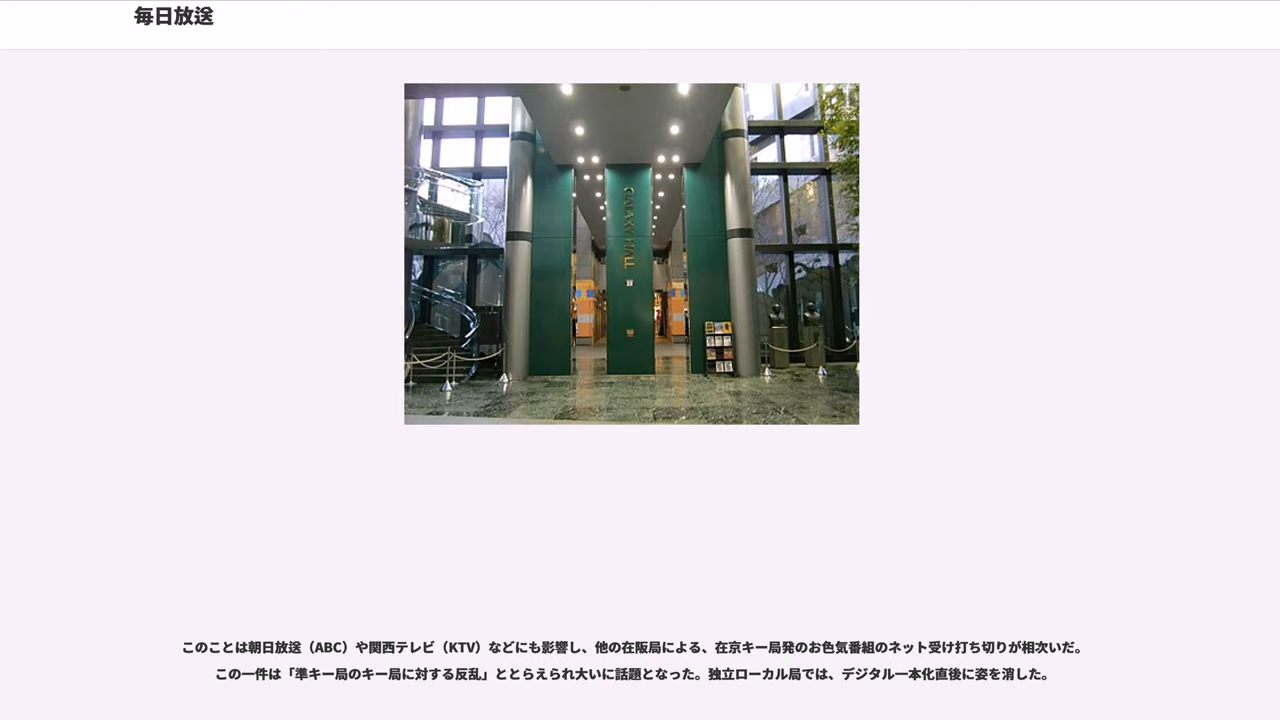 毎日放送
GALAXY HALL
このことは朝日放送（ABC）や関西テレビ（KTV）などにも影響し、他の在阪局による、在京キー局発のお色気番組のネット受け打ち切りが相次いだ。
この一件は「準キー局のキー局に対する反乱」ととらえられ大いに話題となった。独立ローカル局では、デジタル一本化直後に姿を消した。